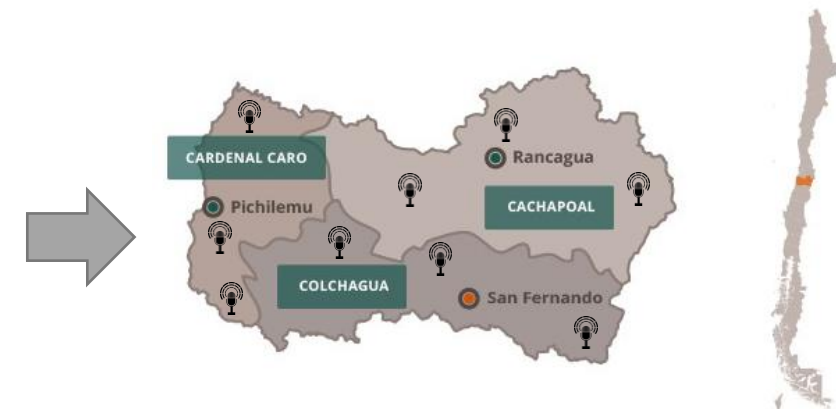 CARDENAL CARO
Rancagua
Pichilemu
CACHAPOAL
COLCHAGUA
San Fernando